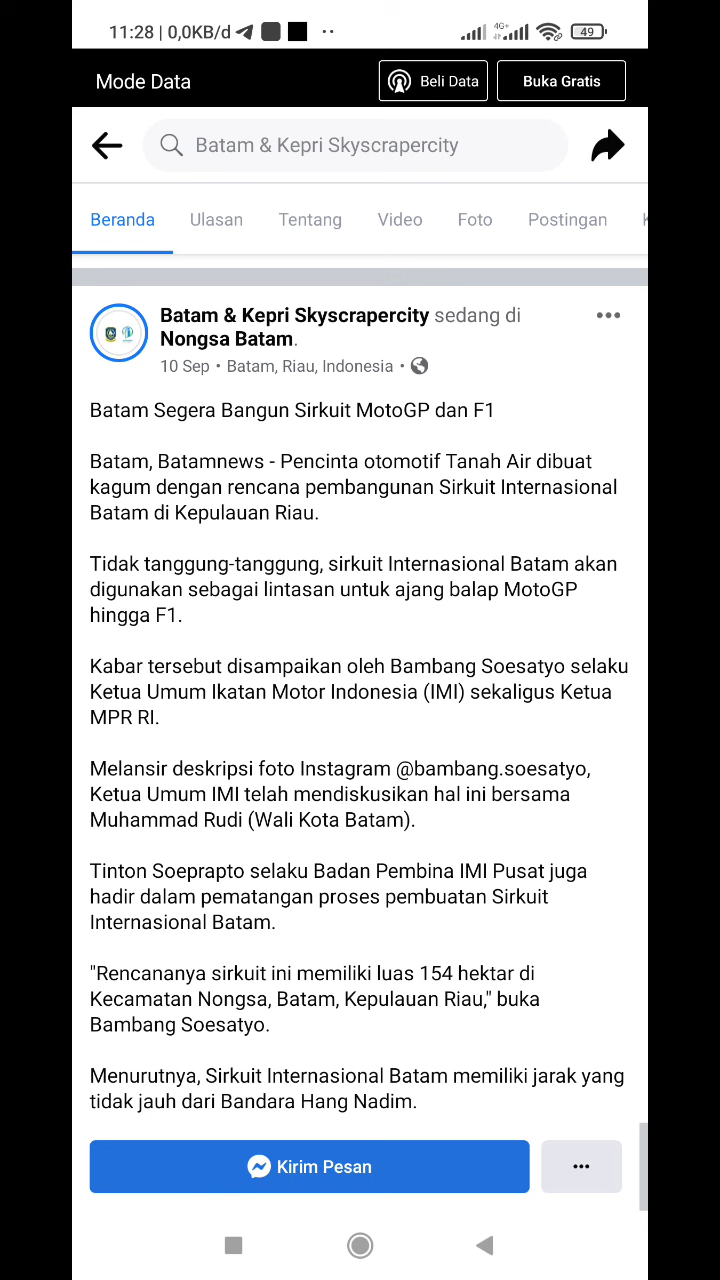 11:28 | 0,0KB/d
4G+
49
Mode Data
Beli Data
Buka Gratis
Batam & Kepri Skyscrapercity
Beranda
Ulasan
Tentang
Video
Foto
Postingan
Batam & Kepri Skyscrapercity sedang di
Nongsa Batam.
10 Sep • Batam, Riau, Indonesia •
Batam Segera Bangun Sirkuit MotoGP dan F1
Batam, Batamnews - Pencinta otomotif Tanah Air dibuat
kagum dengan rencana pembangunan Sirkuit Internasional
Batam di Kepulauan Riau.
Tidak tanggung-tanggung, sirkuit Internasional Batam akan
digunakan sebagai lintasan untuk ajang balap MotoGP
hingga F1.
Kabar tersebut disampaikan oleh Bambang Soesatyo selaku
Ketua Umum Ikatan Motor Indonesia (IMI) sekaligus Ketua
MPR RI.
Melansir deskripsi foto Instagram @bambang.soesatyo,
Ketua Umum IMI telah mendiskusikan hal ini bersama
Muhammad Rudi (Wali Kota Batam).
Tinton Soeprapto selaku Badan Pembina IMI Pusat juga
hadir dalam pematangan proses pembuatan Sirkuit
Internasional Batam.
"Rencananya sirkuit ini memiliki luas 154 hektar di
Kecamatan Nongsa, Batam, Kepulauan Riau," buka
Bambang Soesatyo.
Menurutnya, Sirkuit Internasional Batam memiliki jarak yang
tidak jauh dari Bandara Hang Nadim.
Kirim Pesan